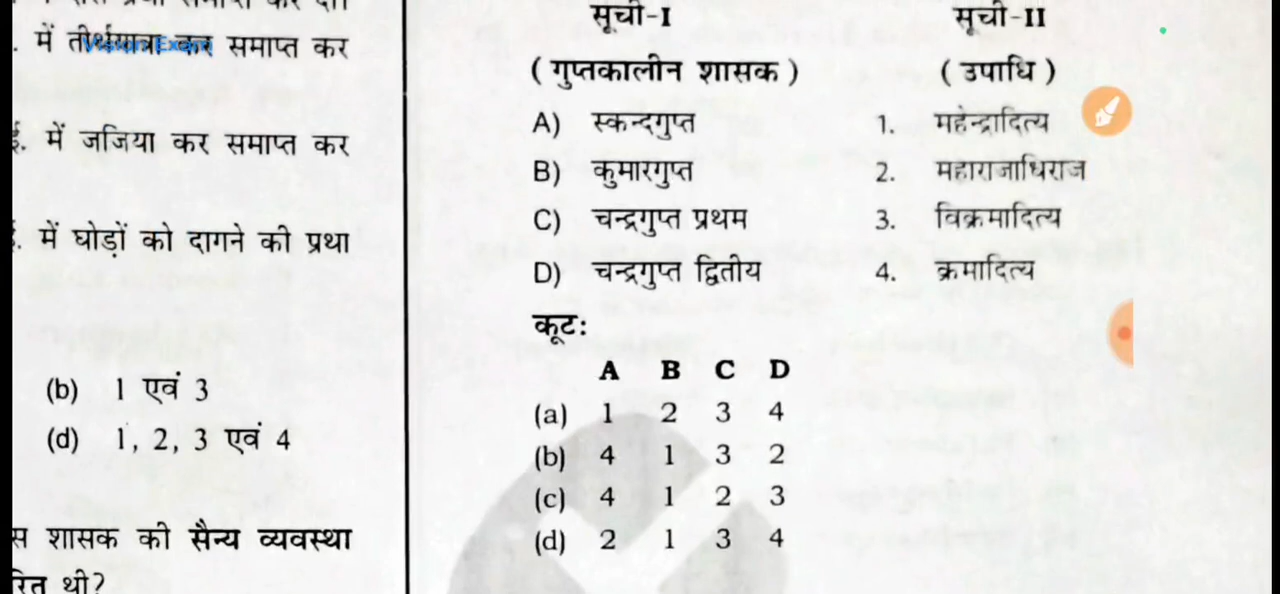 . में तीर्थयात्रा कर समाप्त कर
ई. में जजिया कर समाप्त कर
. में घोड़ों को दागने की प्रथा
(b) 1 एवं 3
(d) 1, 2, 3 एवं 4
स शासक की सैन्य व्यवस्था
रित थी?
सूची-I सूची-II
( गुप्तकालीन शासक ) ( उपाधि )
A) स्कन्दगुप्त 1. महेन्द्रादित्य
B) कुमारगुप्त 2. महाराजाधिराज
C) चन्द्रगुप्त प्रथम 3. विक्रमादित्य
D) चन्द्रगुप्त द्वितीय 4. क्रमादित्य
कूटः
A B C D
(a) 1 2 3 4
(b) 4 1 3 2
(c) 4 1 2 3
(d) 2 1 3 4